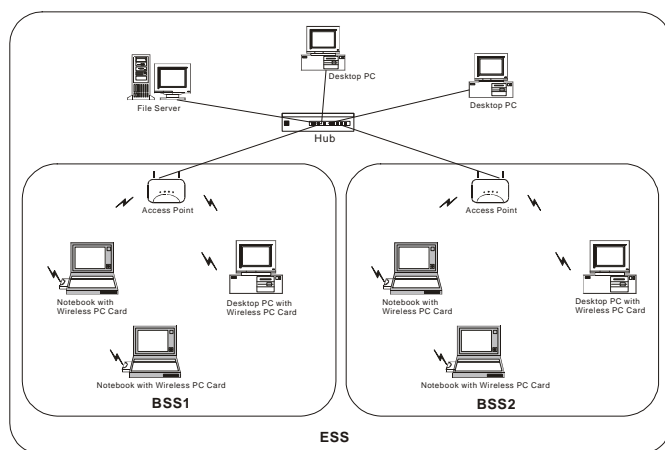 Desktop PC
File Server
Desktop PC
Hub
Access Point
Access Point
Notebook with
Wireless PC Card
Desktop PC with
Wireless PC Card
Notebook with Wireless PC Card
BSS1
Notebook with
Wireless PC Card
Desktop PC with
Wireless PC Card
Notebook with Wireless PC Card
BSS2
ESS